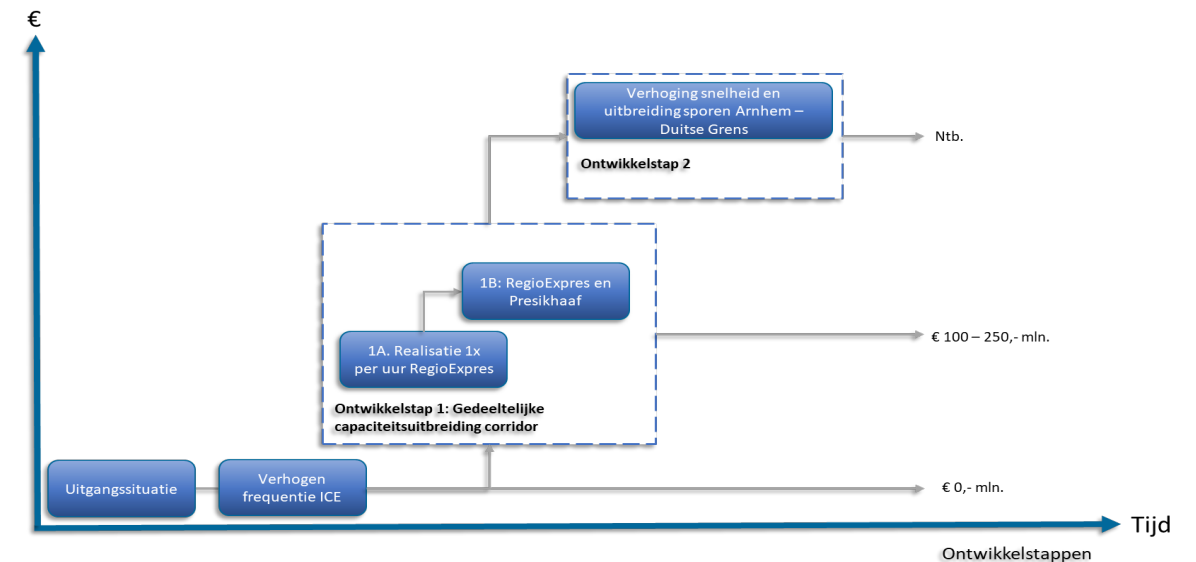 €
Verhoging snelheid en
uitbreiding sporen Arnhem –
Duitse Grens
Ontwikkelstap 2
Ntb.
1B: RegioExpres en
Presikhaaf
1A. Realisatie 1x
per uur RegioExpres
Ontwikkelstap 1: Gedeeltelijke
capaciteitsuitbreiding corridor
€ 100 – 250,- mln.
Uitgangssituatie
Verhogen
frequentie ICE
€ 0,- mln.
Tijd
Ontwikkelstappen